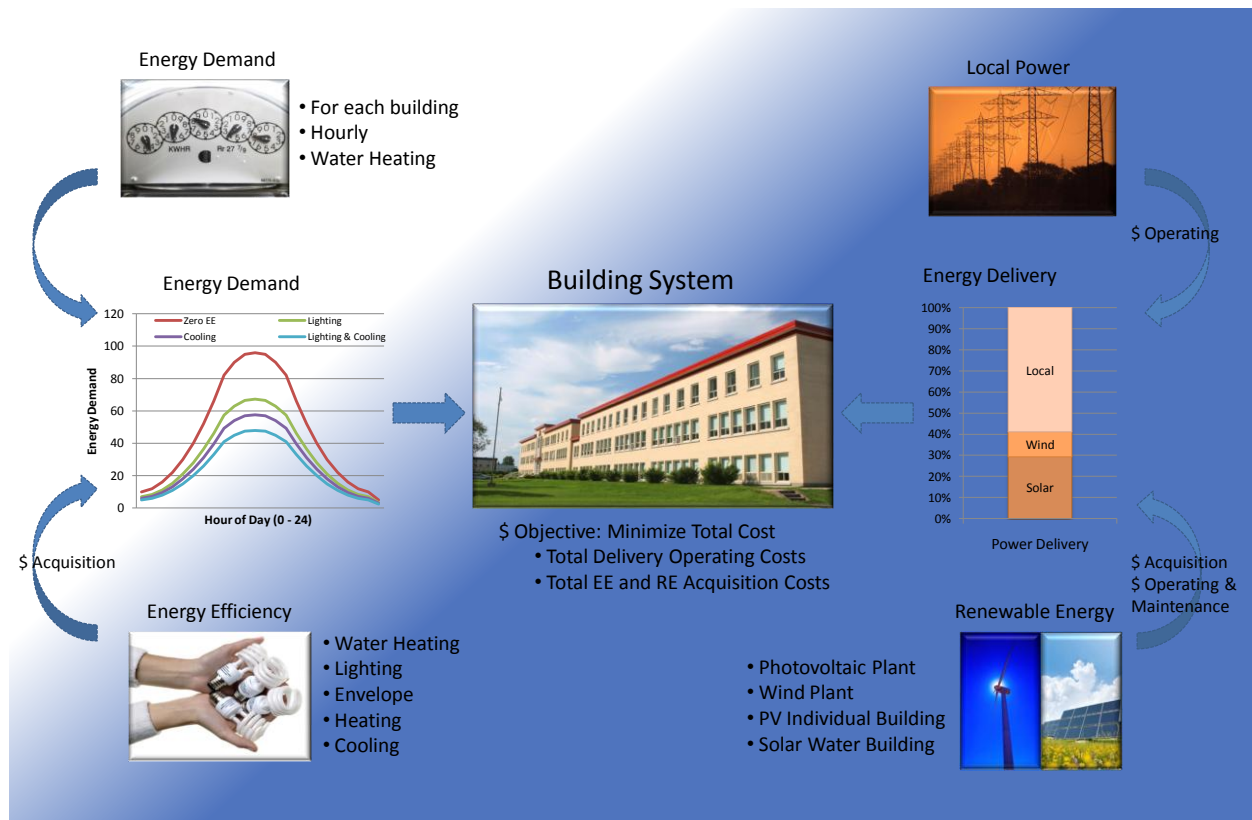 Energy Demand
• For each building
• Hourly
• Water Heating
KWHR
Rr 27 7/9
Local Power
$ Operating
Energy Demand
120
100
80
60
40
20
0
Zero EE
Lighting
Cooling
Lighting & Cooling
Energy Demand
Hour of Day (0 - 24)
Building System
$ Objective: Minimize Total Cost
• Total Delivery Operating Costs
• Total EE and RE Acquisition Costs
Energy Delivery
100%
90%
80%
70%
60%
50%
40%
30%
20%
10%
0%
Local
Wind
Solar
Power Delivery
$ Acquisition
Energy Efficiency
• Water Heating
• Lighting
• Envelope
• Heating
• Cooling
$ Acquisition
$ Operating &
Maintenance
Renewable Energy
• Photovoltaic Plant
• Wind Plant
• PV Individual Building
• Solar Water Building